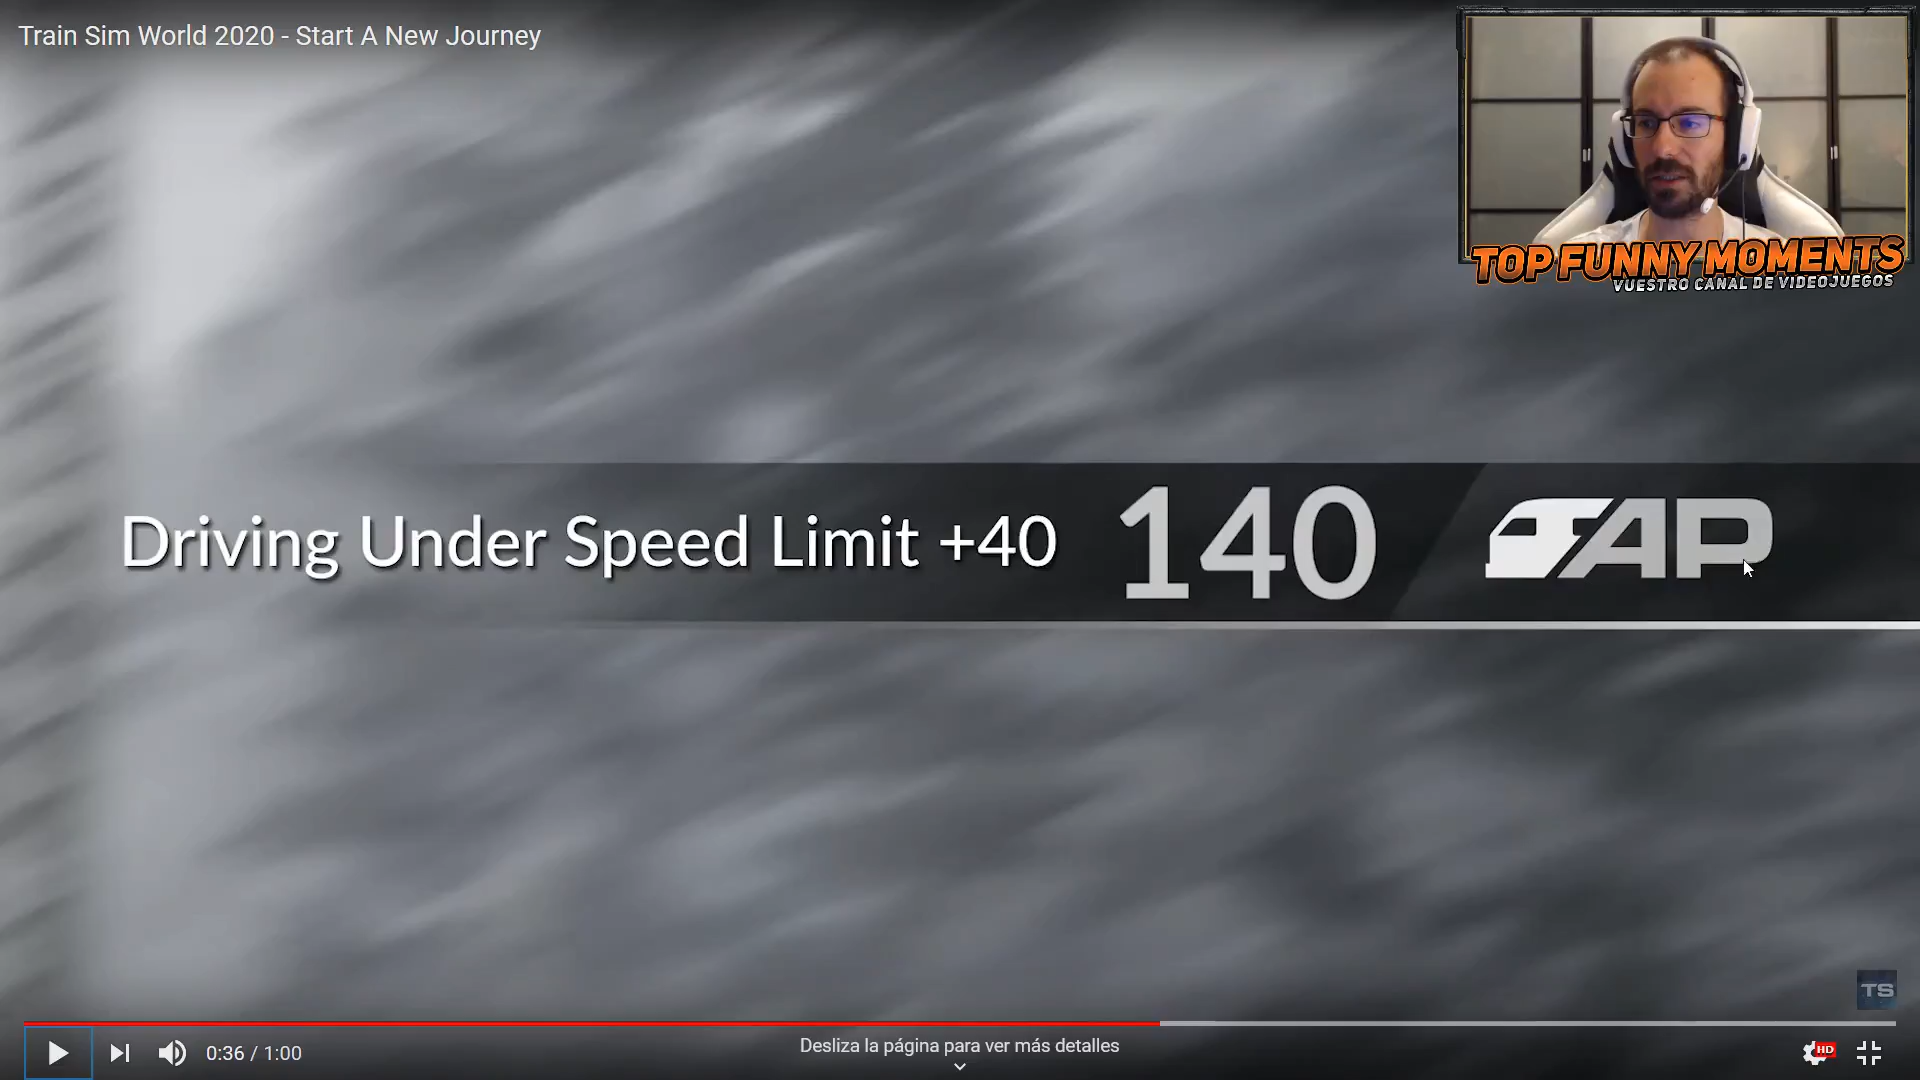 Train Sim World 2020 - Start A New Journey
TOP FUNNY MOMENTS
VUESTRO CANAL DE VIDEOJUEGOS
Driving Under Speed Limit +40 140 AP
TS
0:36 / 1:00
Desliza la página para ver más detalles
HD